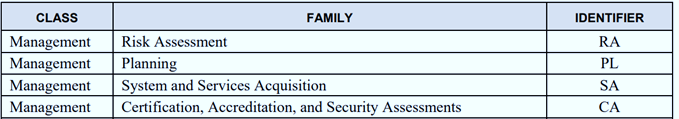 CLASS FAMILY IDENTIFIER
Management Risk Assessment RA
Management Planning PL
Management System and Services Acquisition SA
Management Certification, Accreditation, and Security Assessments CA